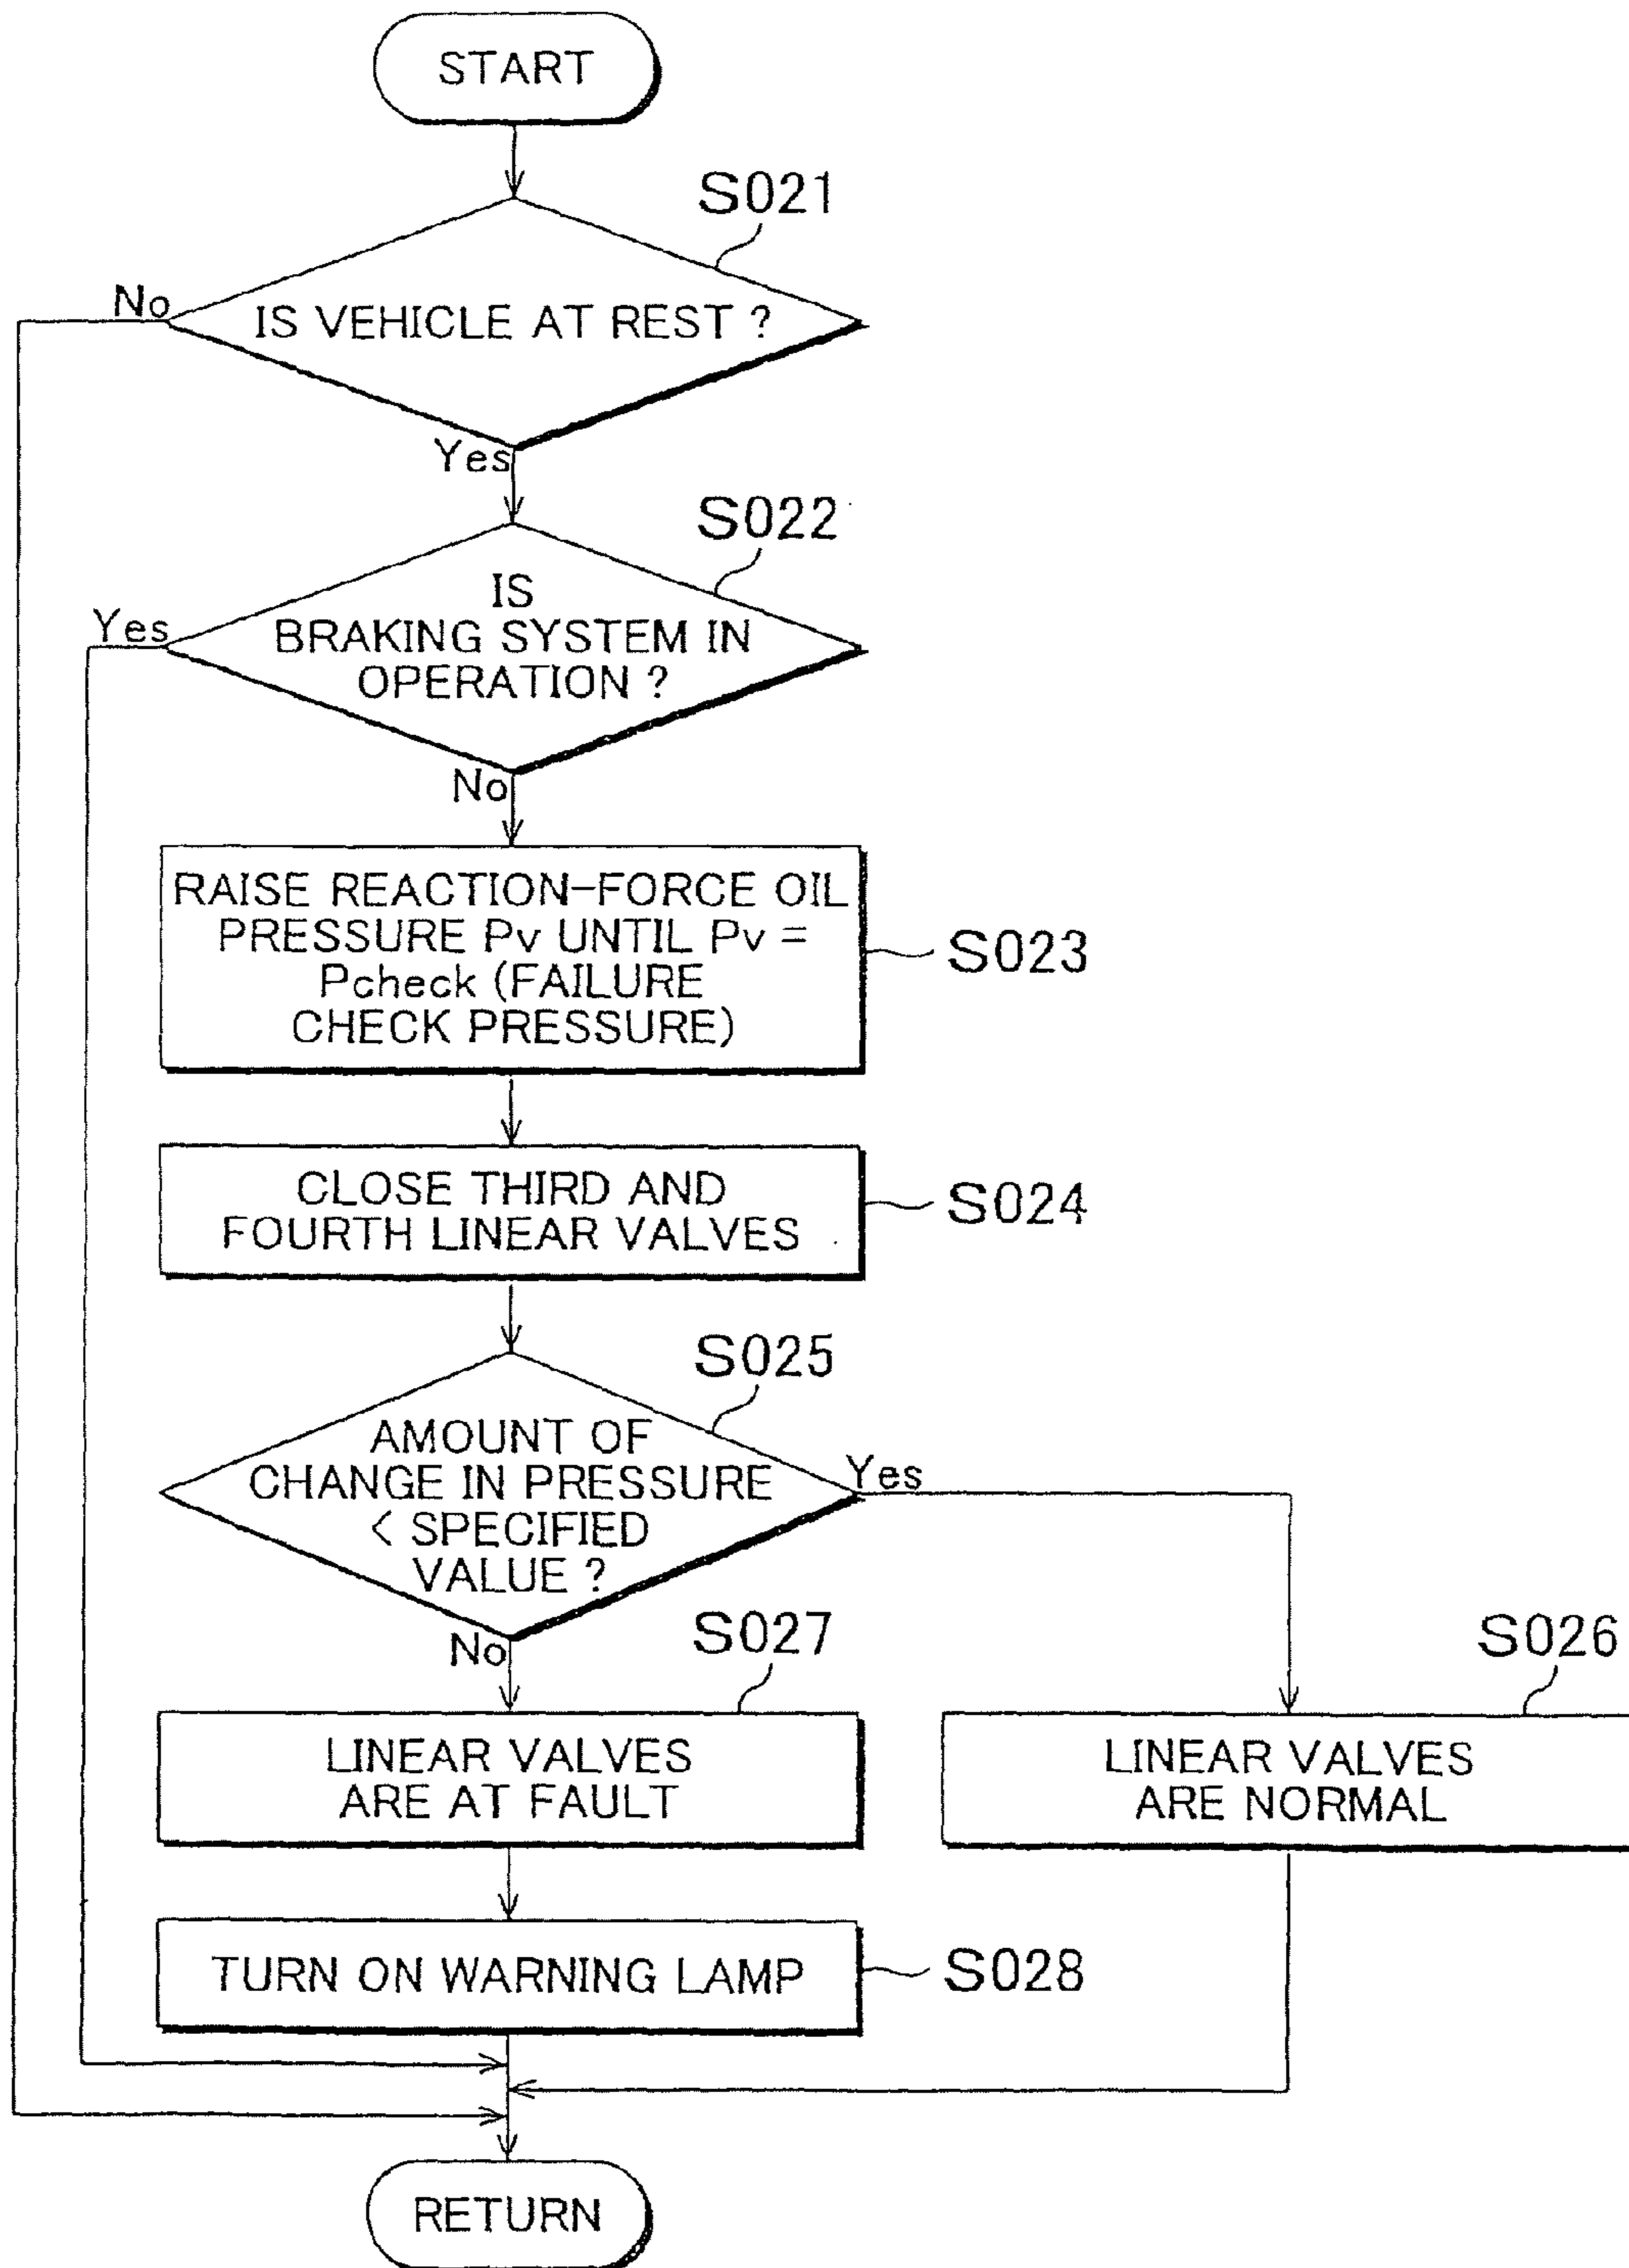 START
S021
No
IS VEHICLE AT REST ?
Yes
S022
Yes
IS
BRAKING SYSTEM IN
OPERATION ?
No
RAISE REACTION-FORCE OIL
PRESSURE Pv UNTIL Pv =
Pcheck (FAILURE
CHECK PRESSURE)
S023
CLOSE THIRD AND
FOURTH LINEAR VALVES
S024
S025
AMOUNT OF
CHANGE IN PRESSURE
< SPECIFIED
VALUE ?
Yes
No
S027
S026
LINEAR VALVES
ARE AT FAULT
LINEAR VALVES
ARE NORMAL
TURN ON WARNING LAMP
S028
RETURN